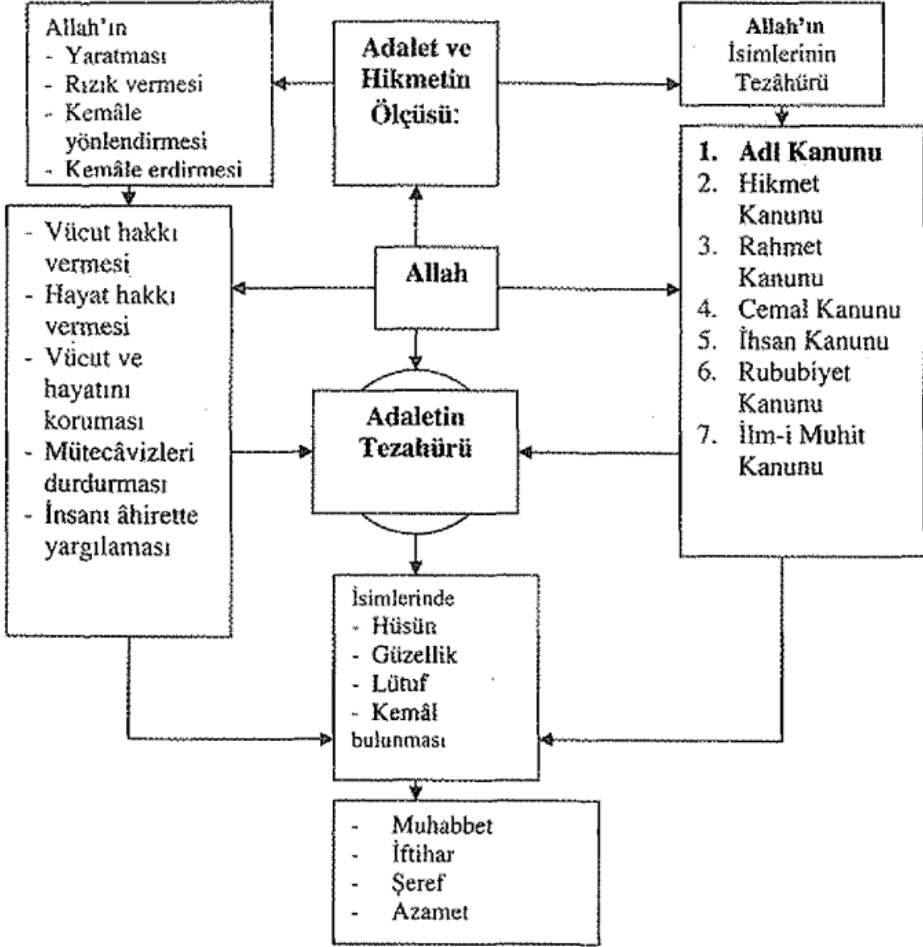 Allah'ın
- Yaratması
- Rızık vermesi
- Kemâle
yönlendirmesi
- Kemâle erdirmesi
Adalet ve
Hikmetin
Ölçüsü:
Allah'ın
İsimlerinin
Tezâhürü
- Vücut hakkı
vermesi
- Hayat hakkı
vermesi
- Vücut ve
hayatını
koruması
- Mütecâvizleri
durdurması
- İnsanı âhirette
yargılaması
Allah
1. Adl Kanunu
2. Hikmet
Kanunu
3. Rahmet
Kanunu
4. Cemal Kanunu
5. İhsan Kanunu
6. Rububiyet
Kanunu
7. İlm-i Muhit
Kanunu
Adaletin
Tezahürü
İsimlerinde
- Hüsün
- Güzellik
- Lütuf
- Kemâl
bulunması
- Muhabbet
- İftihar
- Şeref
- Azamet